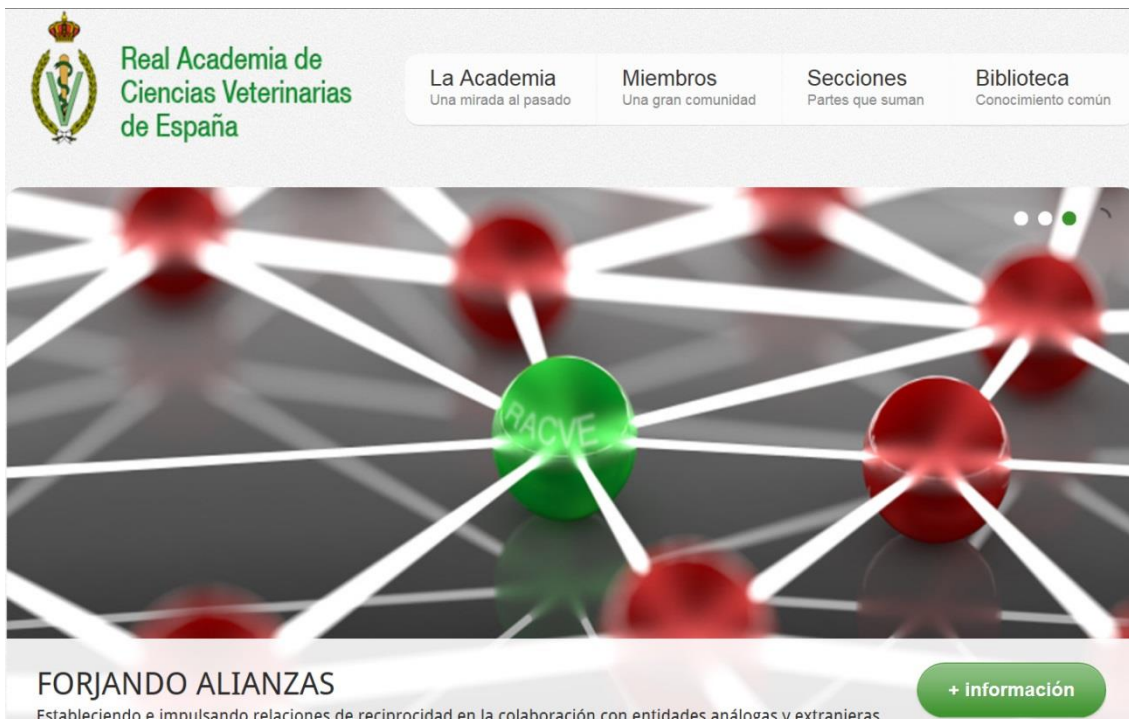 Real Academia de
Ciencias Veterinarias
de España
La Academia
Una mirada al pasado
Miembros
Una gran comunidad
Secciones
Partes que suman
Biblioteca
Conocimiento común
RACVE
FORJANDO ALIANZAS
+ información
Estableciendo e impulsando relaciones de reciprocidad en la colaboración con entidades análogas y extranjeras